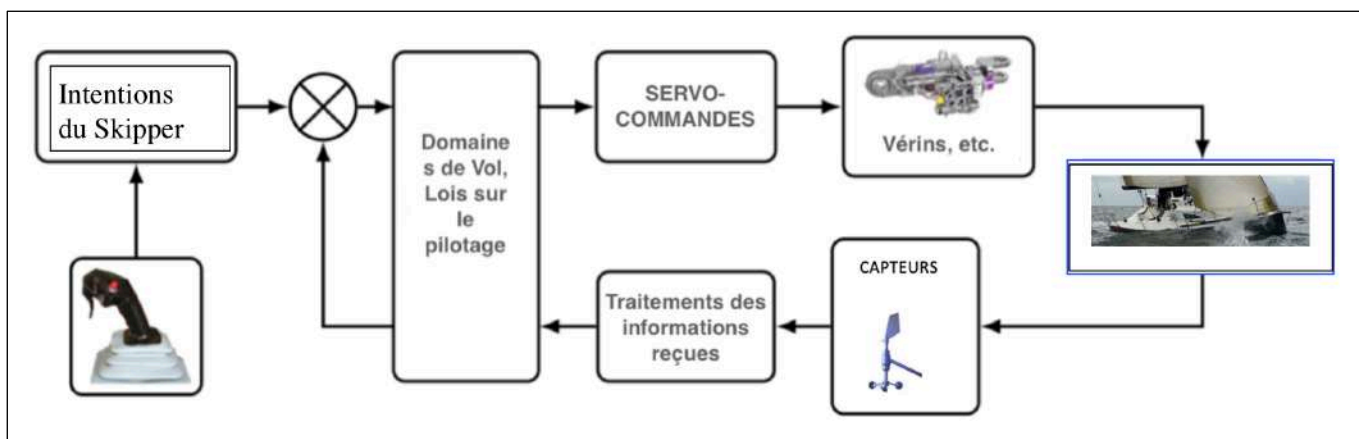 Intentions
du Skipper
Domaine
s de Vol,
Lois sur
le
pilotage
SERVO-
COMMANDES
Vérins, etc.
CAPTEURS
Traitements des
informations
reçues